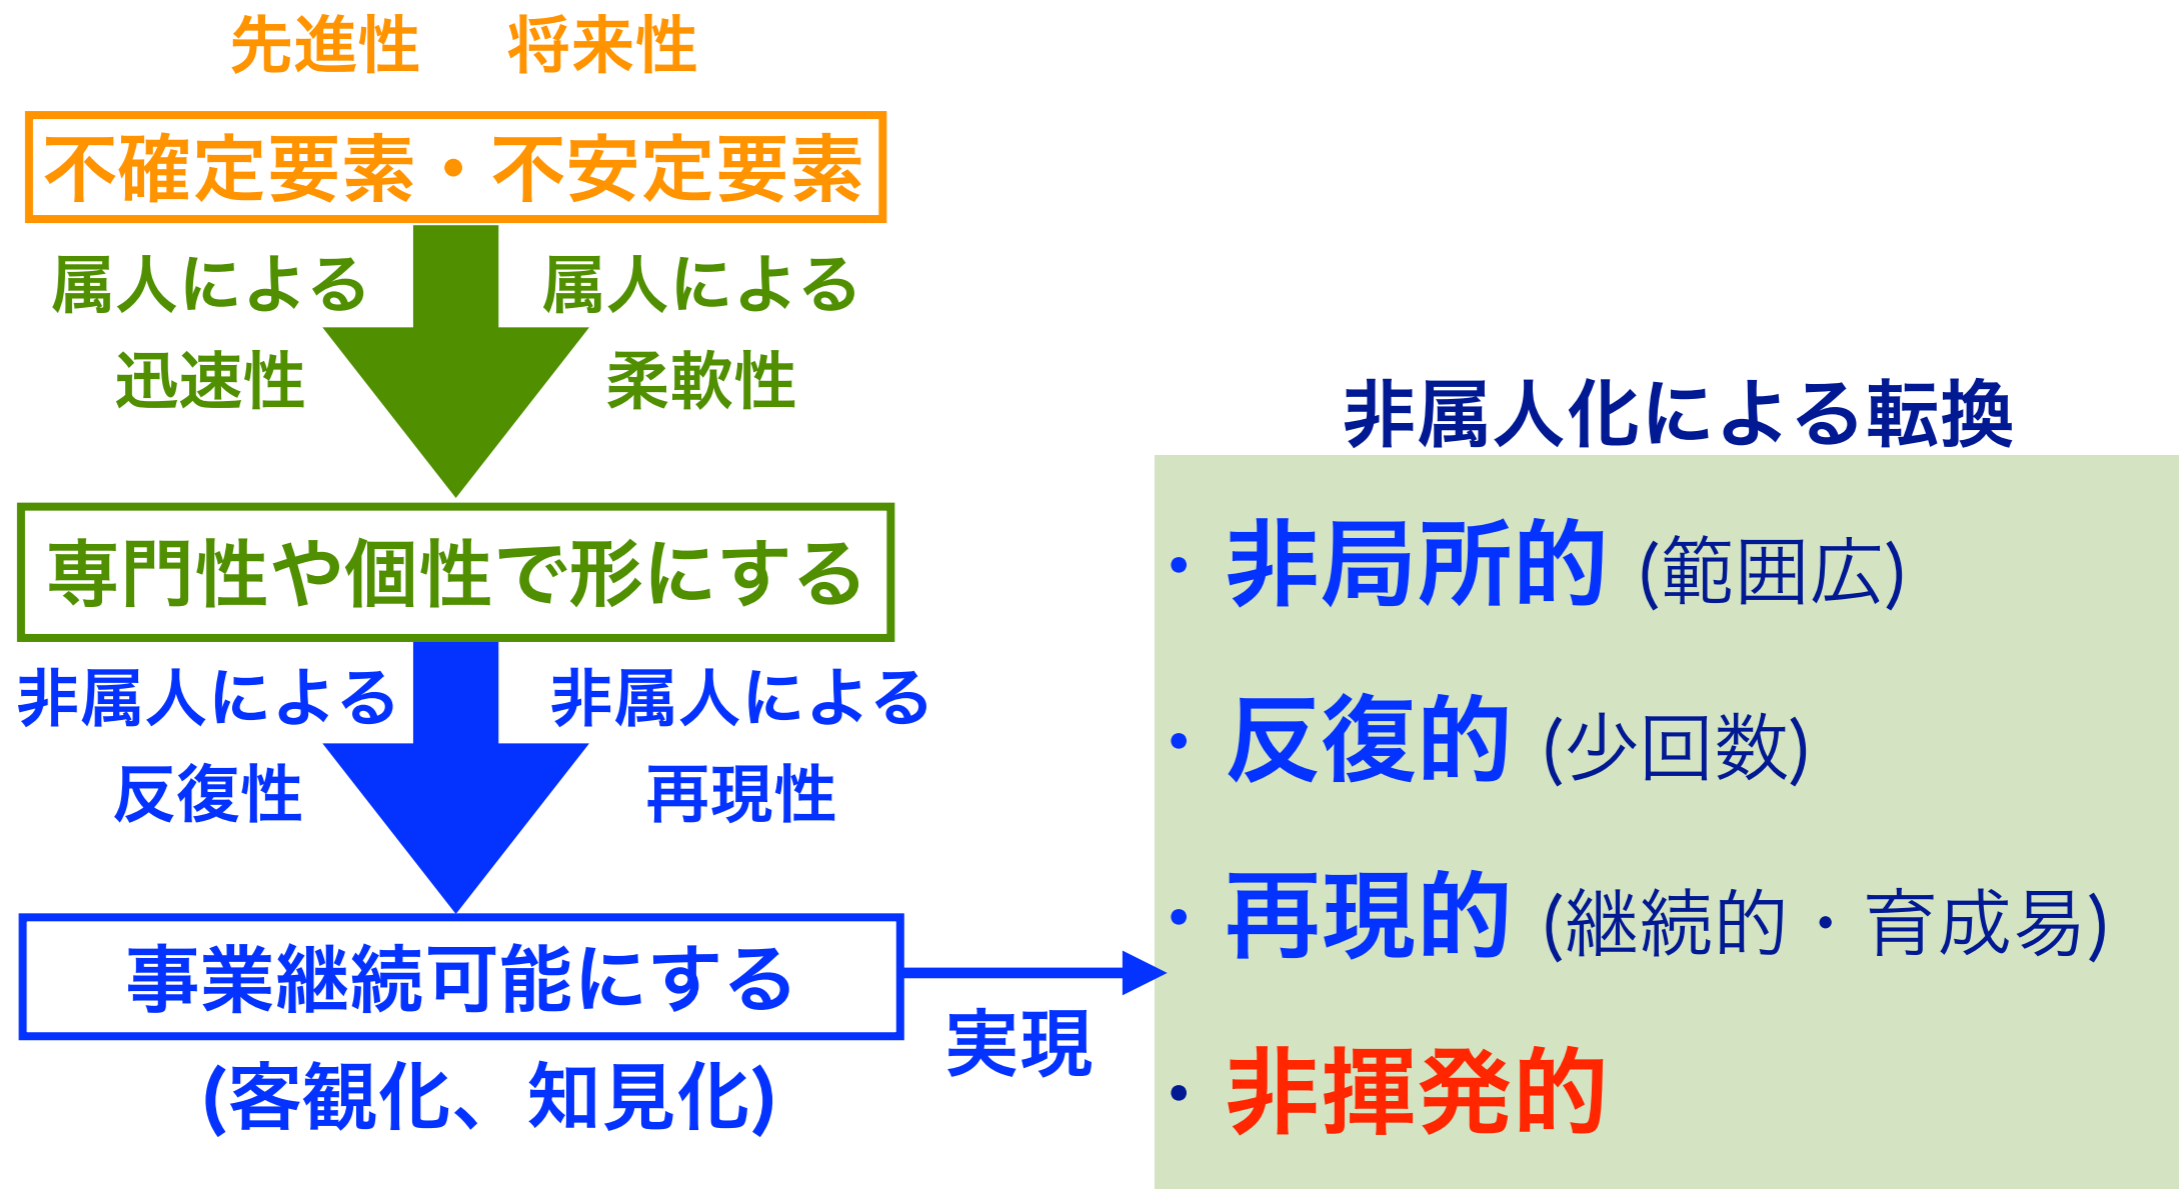 先進性　将来性
不確定要素・不安定要素
属人による
迅速性
属人による
柔軟性
専門性や個性で形にする
非属人による
反復性
非属人による
再現性
事業継続可能にする
(客観化、知見化)
実現
非属人化による転換
・非局所的 (範囲広)
・反復的 (少回数)
・再現的 (継続的・育成易)
・非揮発的